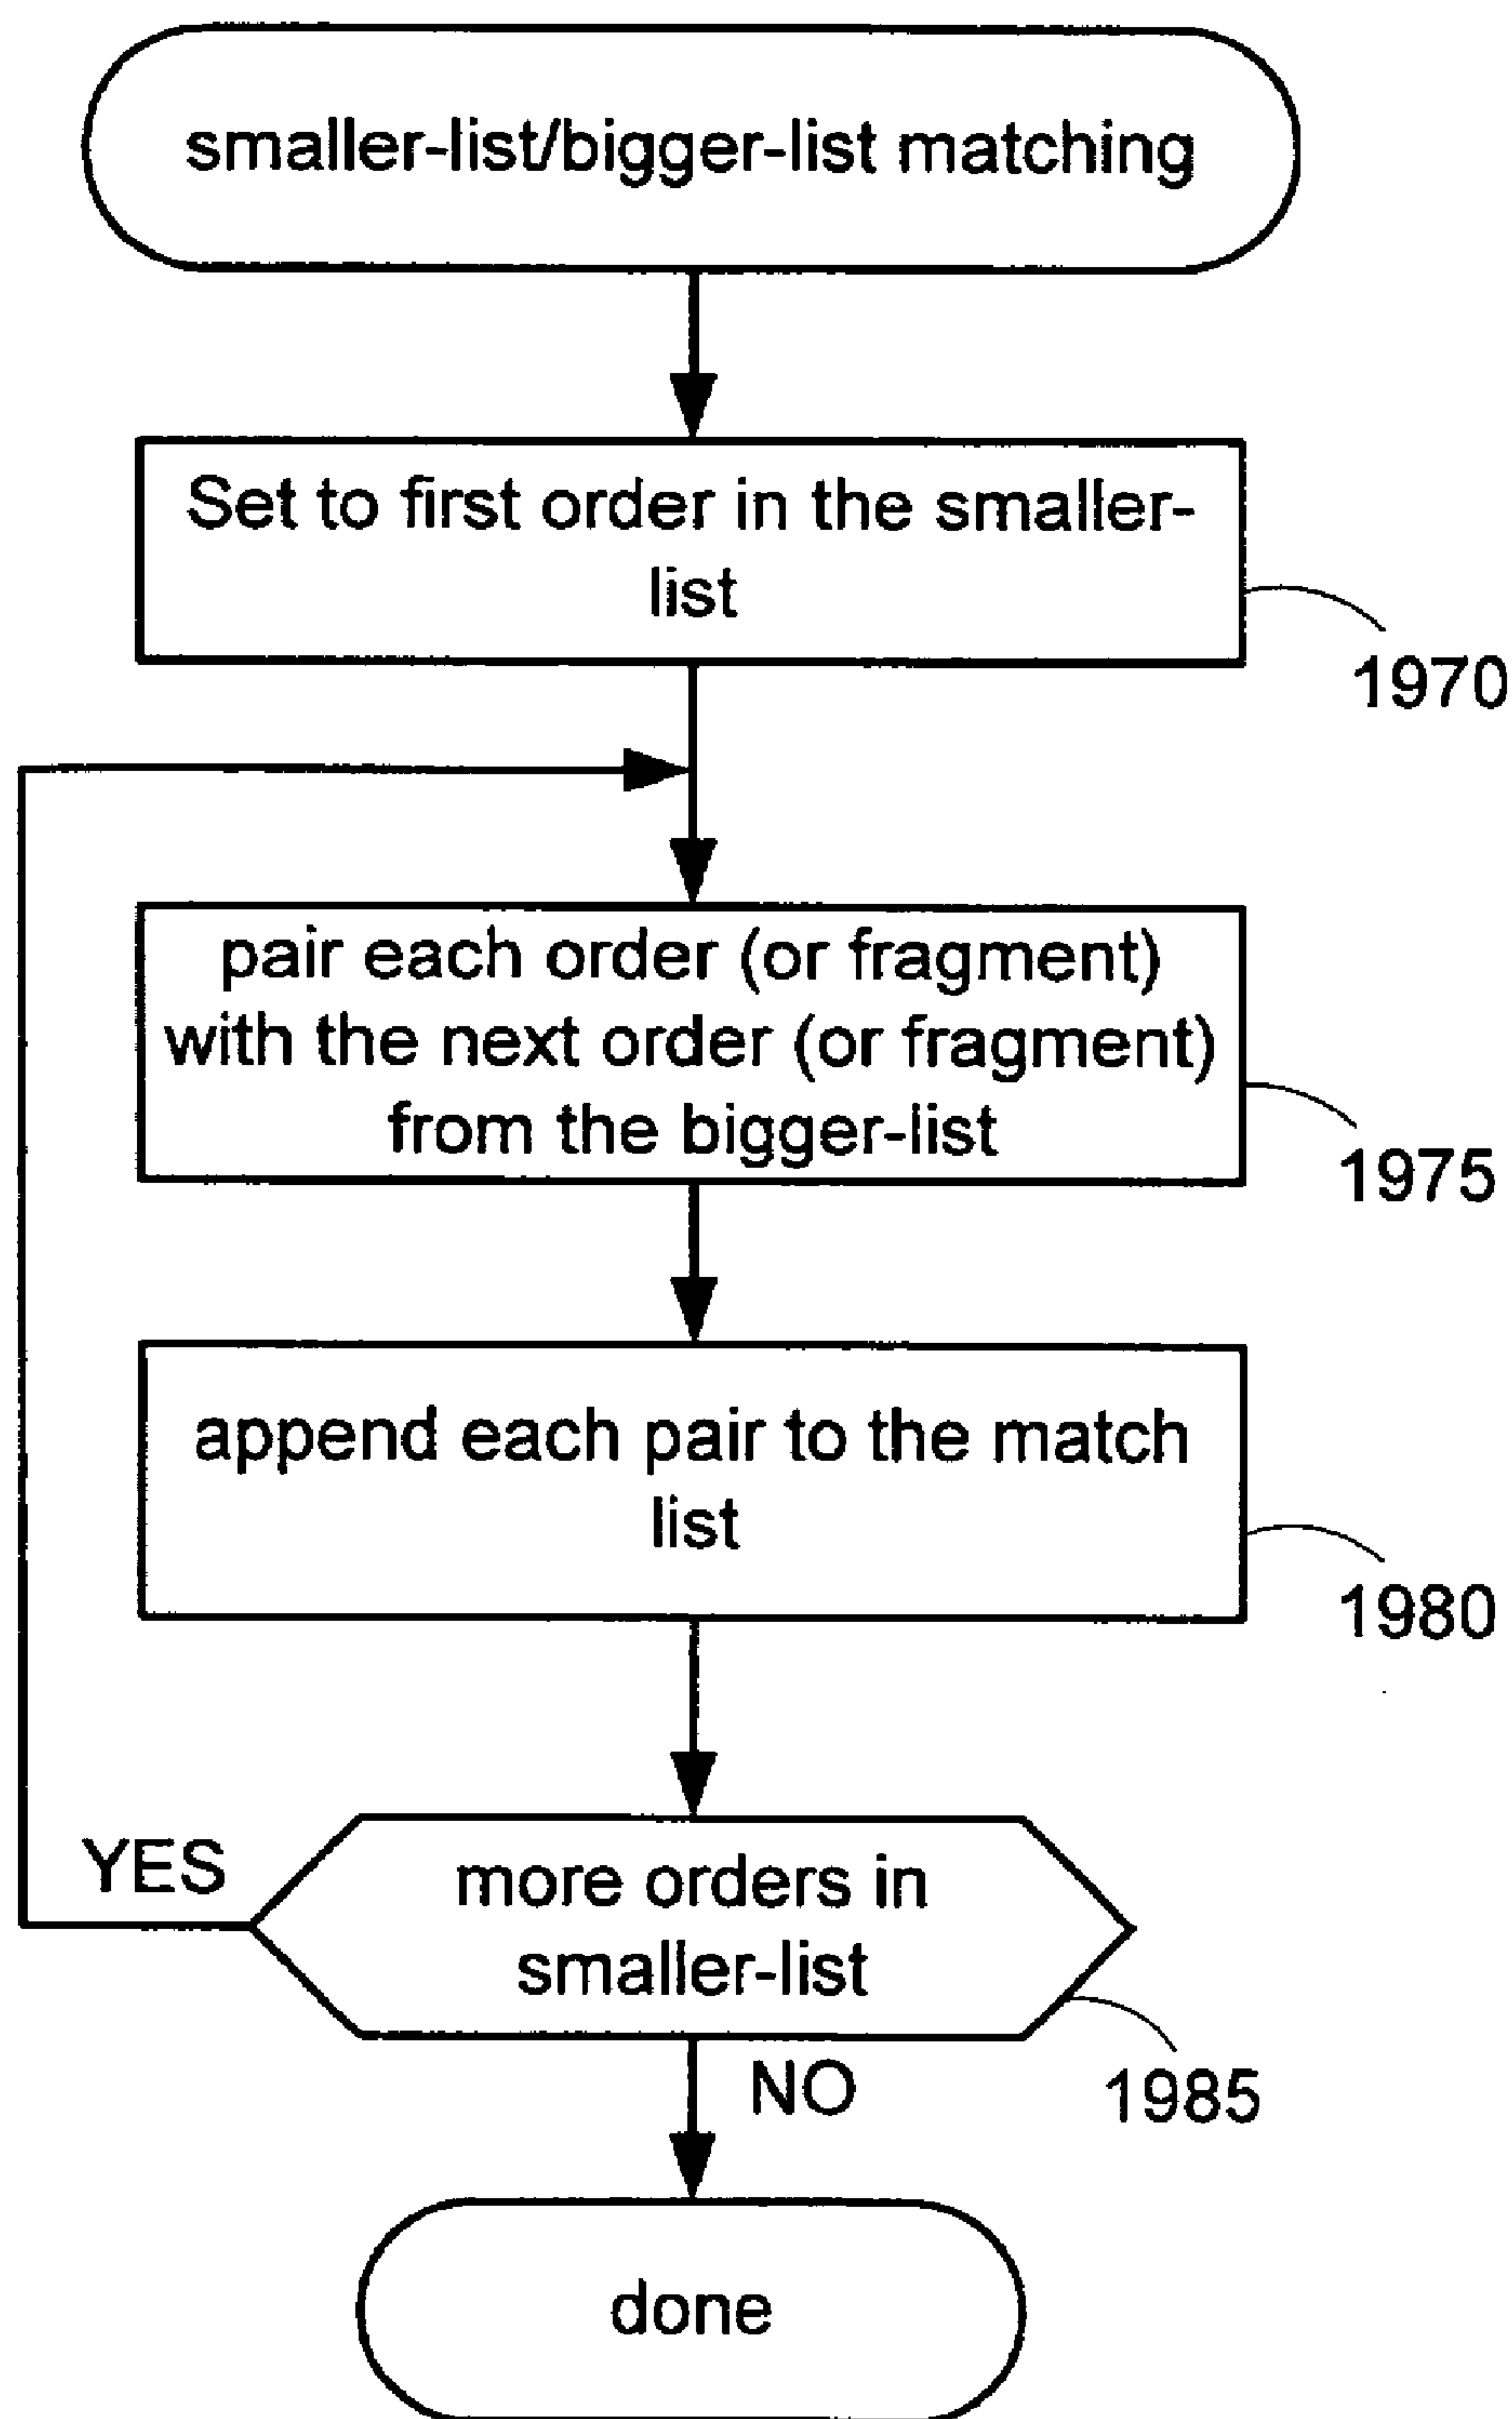 smaller-list/bigger-list matching
Set to first order in the smaller-
list
1970
pair each order (or fragment)
with the next order (or fragment)
from the bigger-list
1975
append each pair to the match
list
1980
YES
more orders in
smaller-list
1985
NO
done